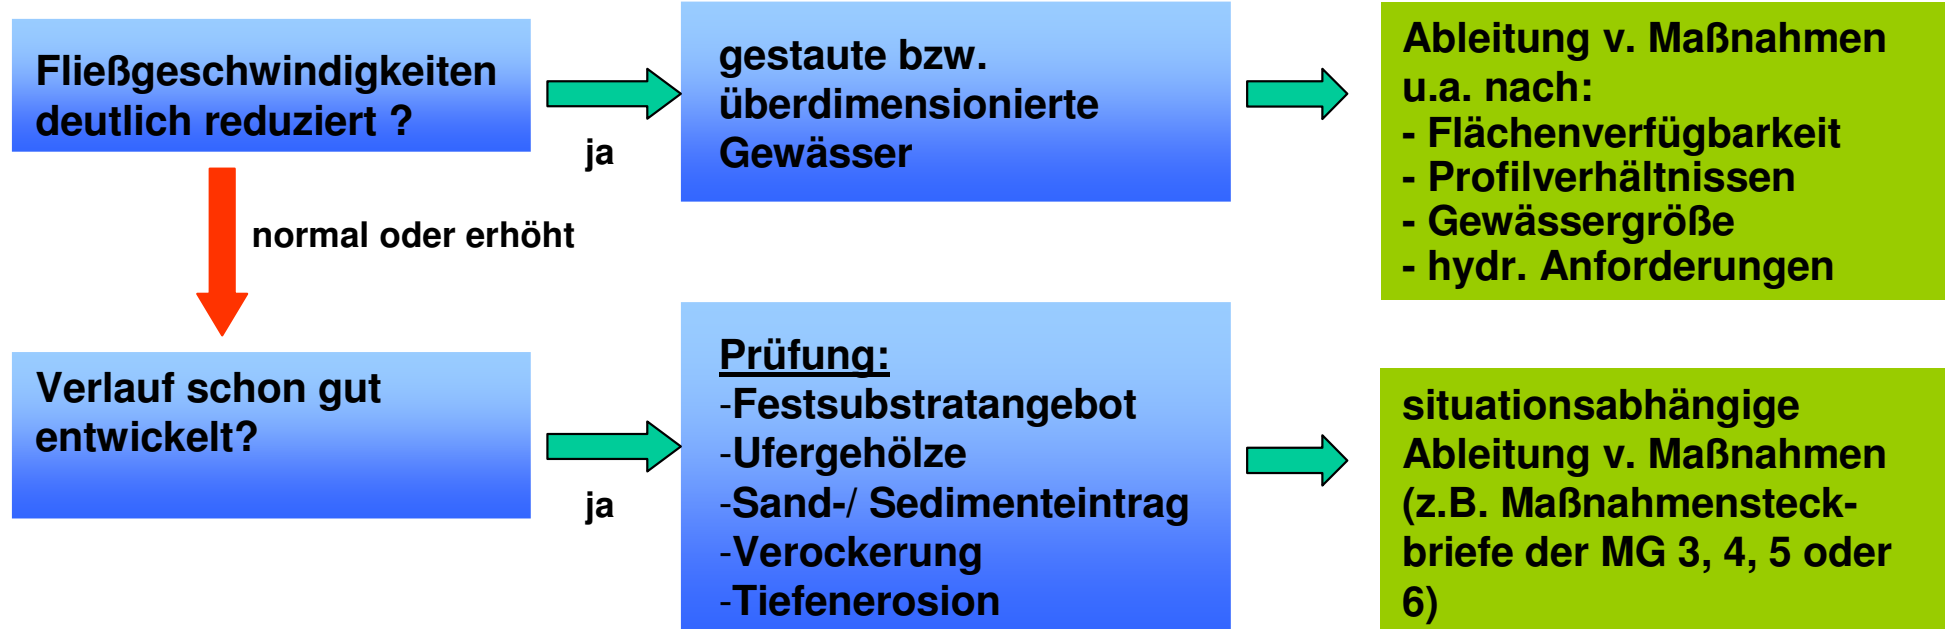 Fließgeschwindigkeiten
deutlich reduziert ?
ja
gestaute bzw.
überdimensionierte
Gewässer
Ableitung v. Maßnahmen
u.a. nach:
- Flächenverfügbarkeit
- Profilverhältnissen
- Gewässergröße
- hydr. Anforderungen
normal oder erhöht
Verlauf schon gut
entwickelt?
ja
Prüfung:
-Festsubstratangebot
-Ufergehölze
-Sand-/ Sedimenteintrag
-Verockerung
-Tiefenerosion
situationsabhängige
Ableitung v. Maßnahmen
(z.B. Maßnahmensteck-
briefe der MG 3, 4, 5 oder
6)